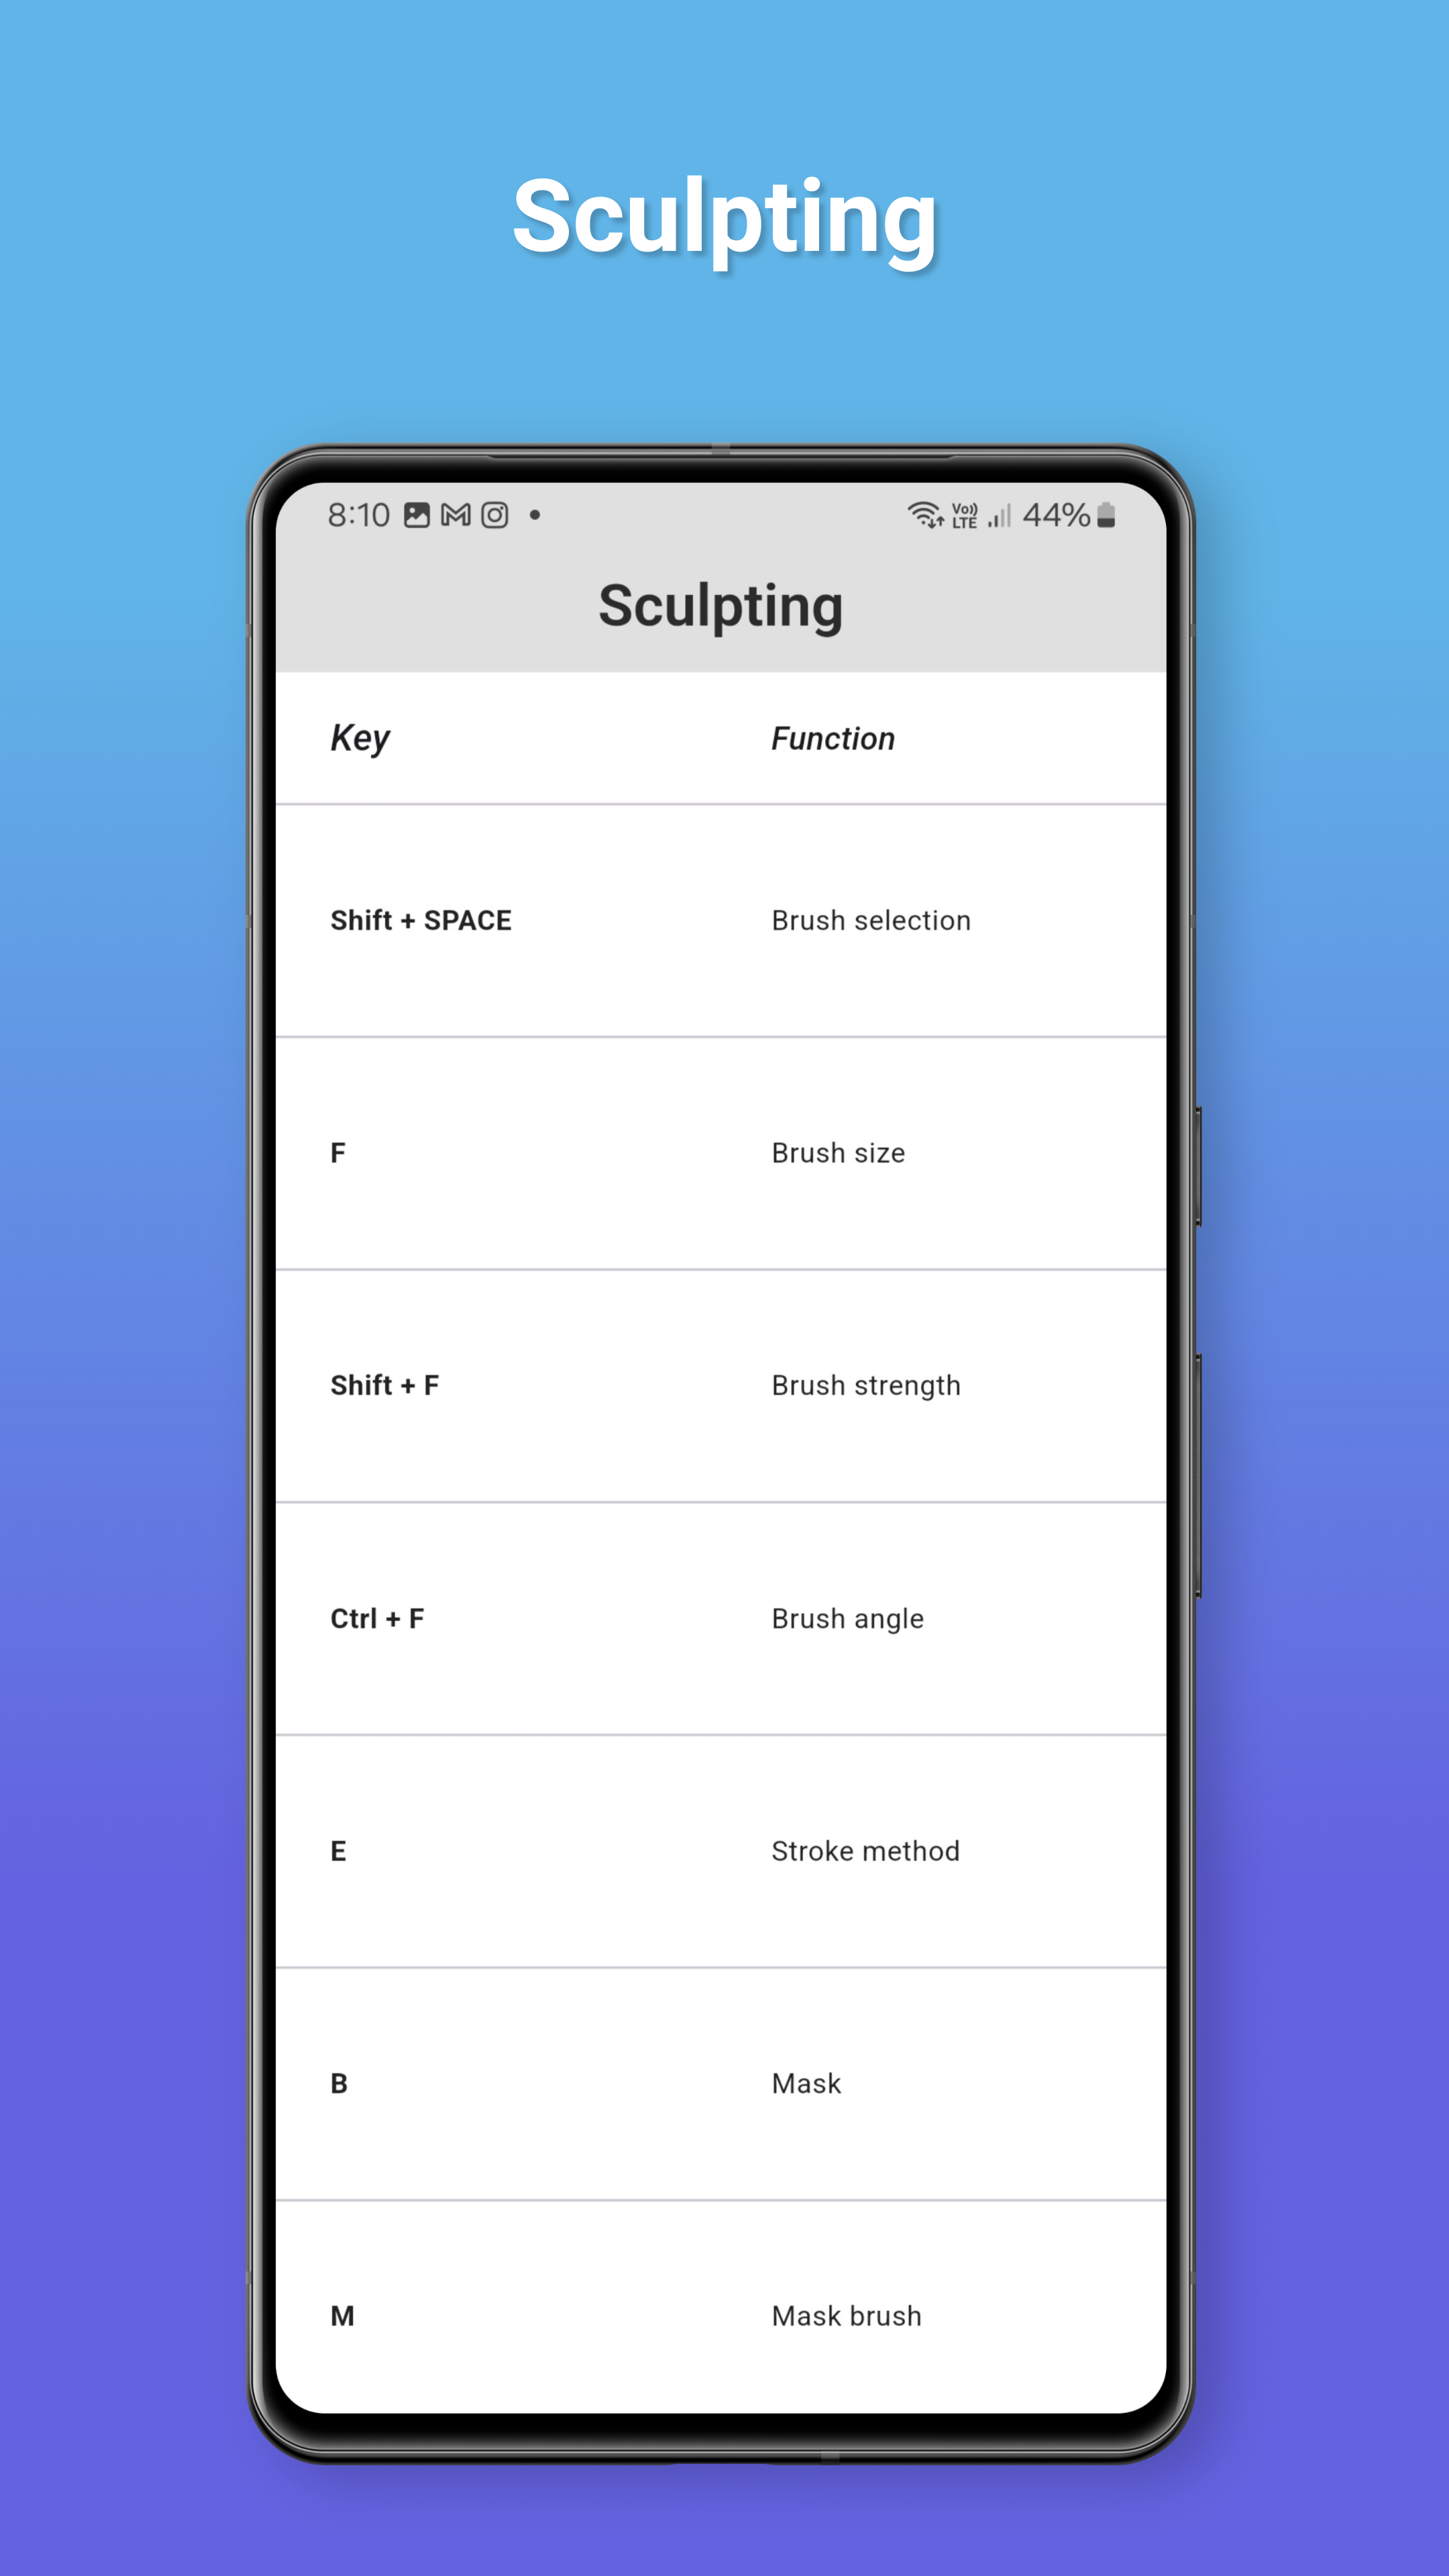 Sculpting
8:10 Vo)) LTE 44%
Sculpting
Key Function
Shift + SPACE Brush selection
F Brush size
Shift + F Brush strength
Ctrl + F Brush angle
E Stroke method
B Mask
M Mask brush